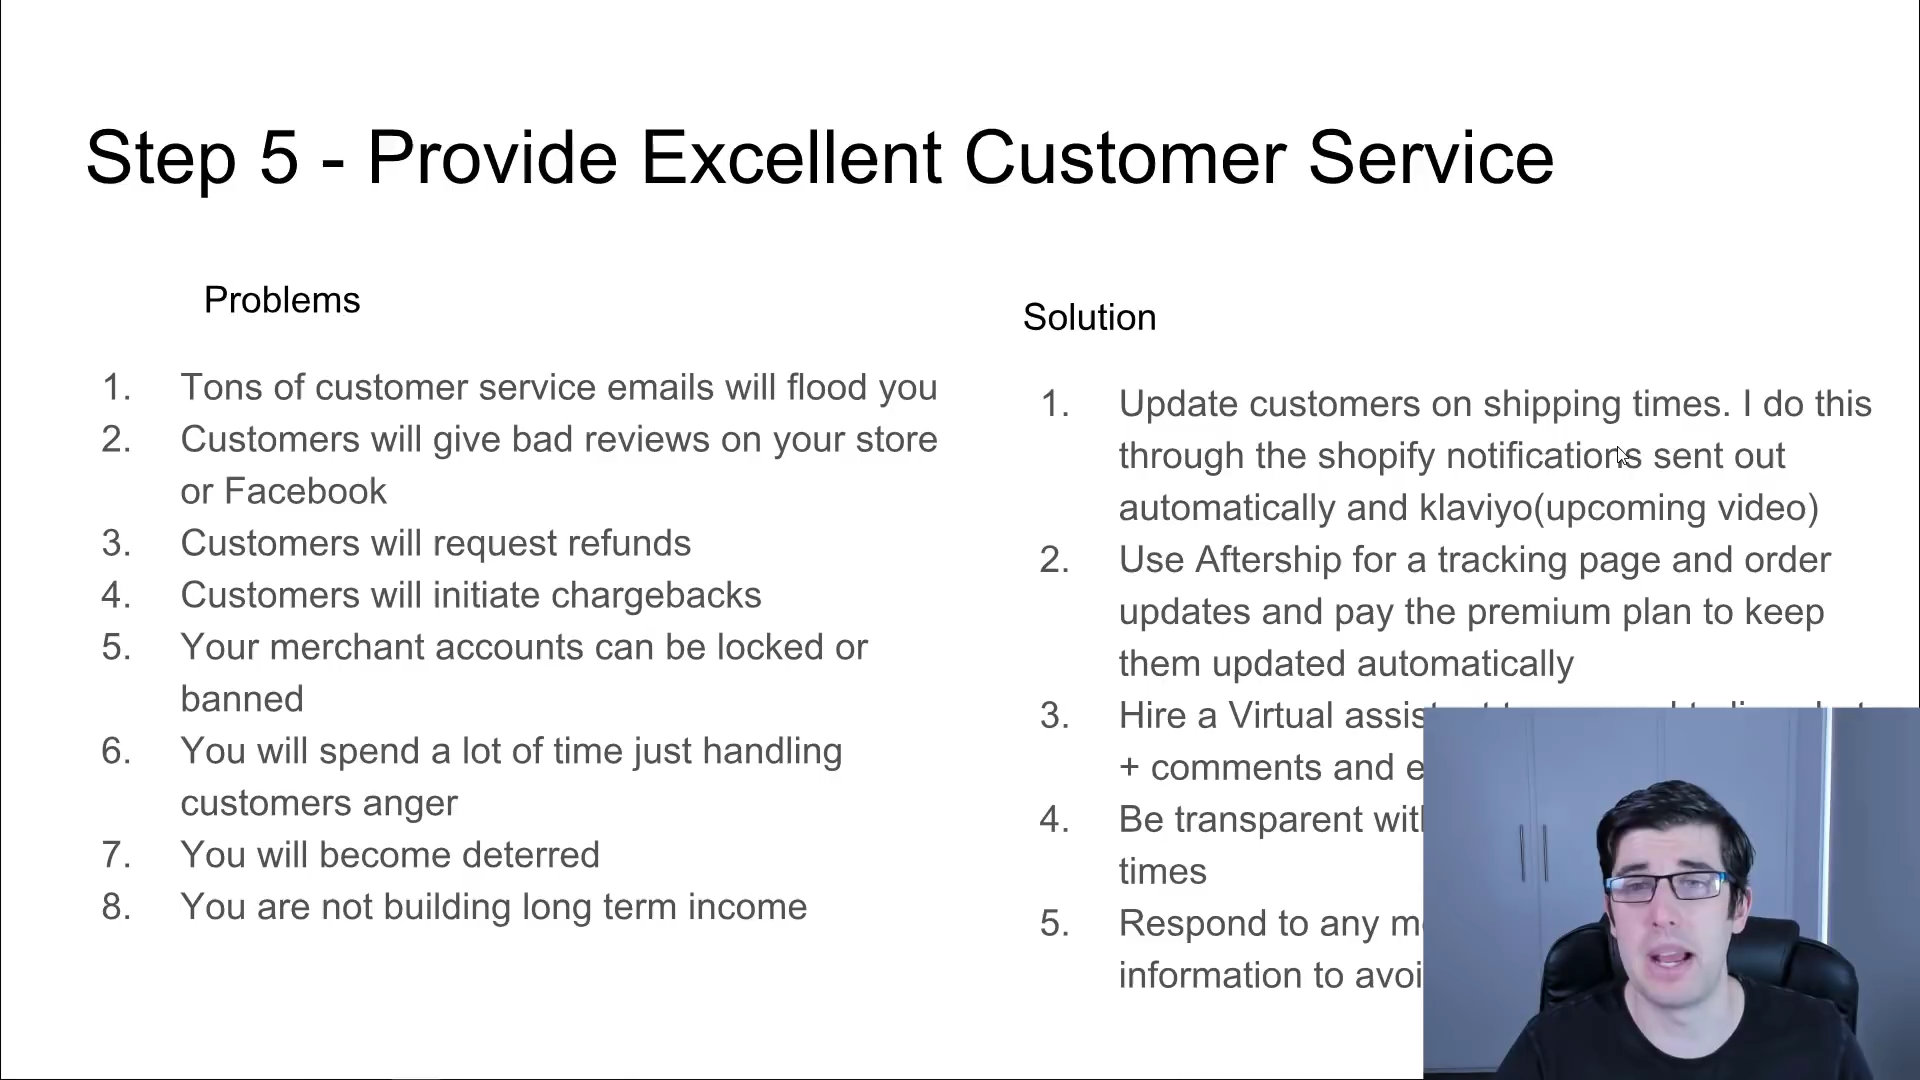 Step 5 - Provide Excellent Customer Service
Problems
1. Tons of customer service emails will flood you
2. Customers will give bad reviews on your store
or Facebook
3. Customers will request refunds
4. Customers will initiate chargebacks
5. Your merchant accounts can be locked or
banned
6. You will spend a lot of time just handling
customers anger
7. You will become deterred
8. You are not building long term income
Solution
1. Update customers on shipping times. I do this
through the shopify notifications sent out
automatically and klaviyo(upcoming video)
2. Use Aftership for a tracking page and order
updates and pay the premium plan to keep
them updated automatically
3. Hire a Virtual
+ comments and
4. Be transparent
times
5. Respond to any
information to